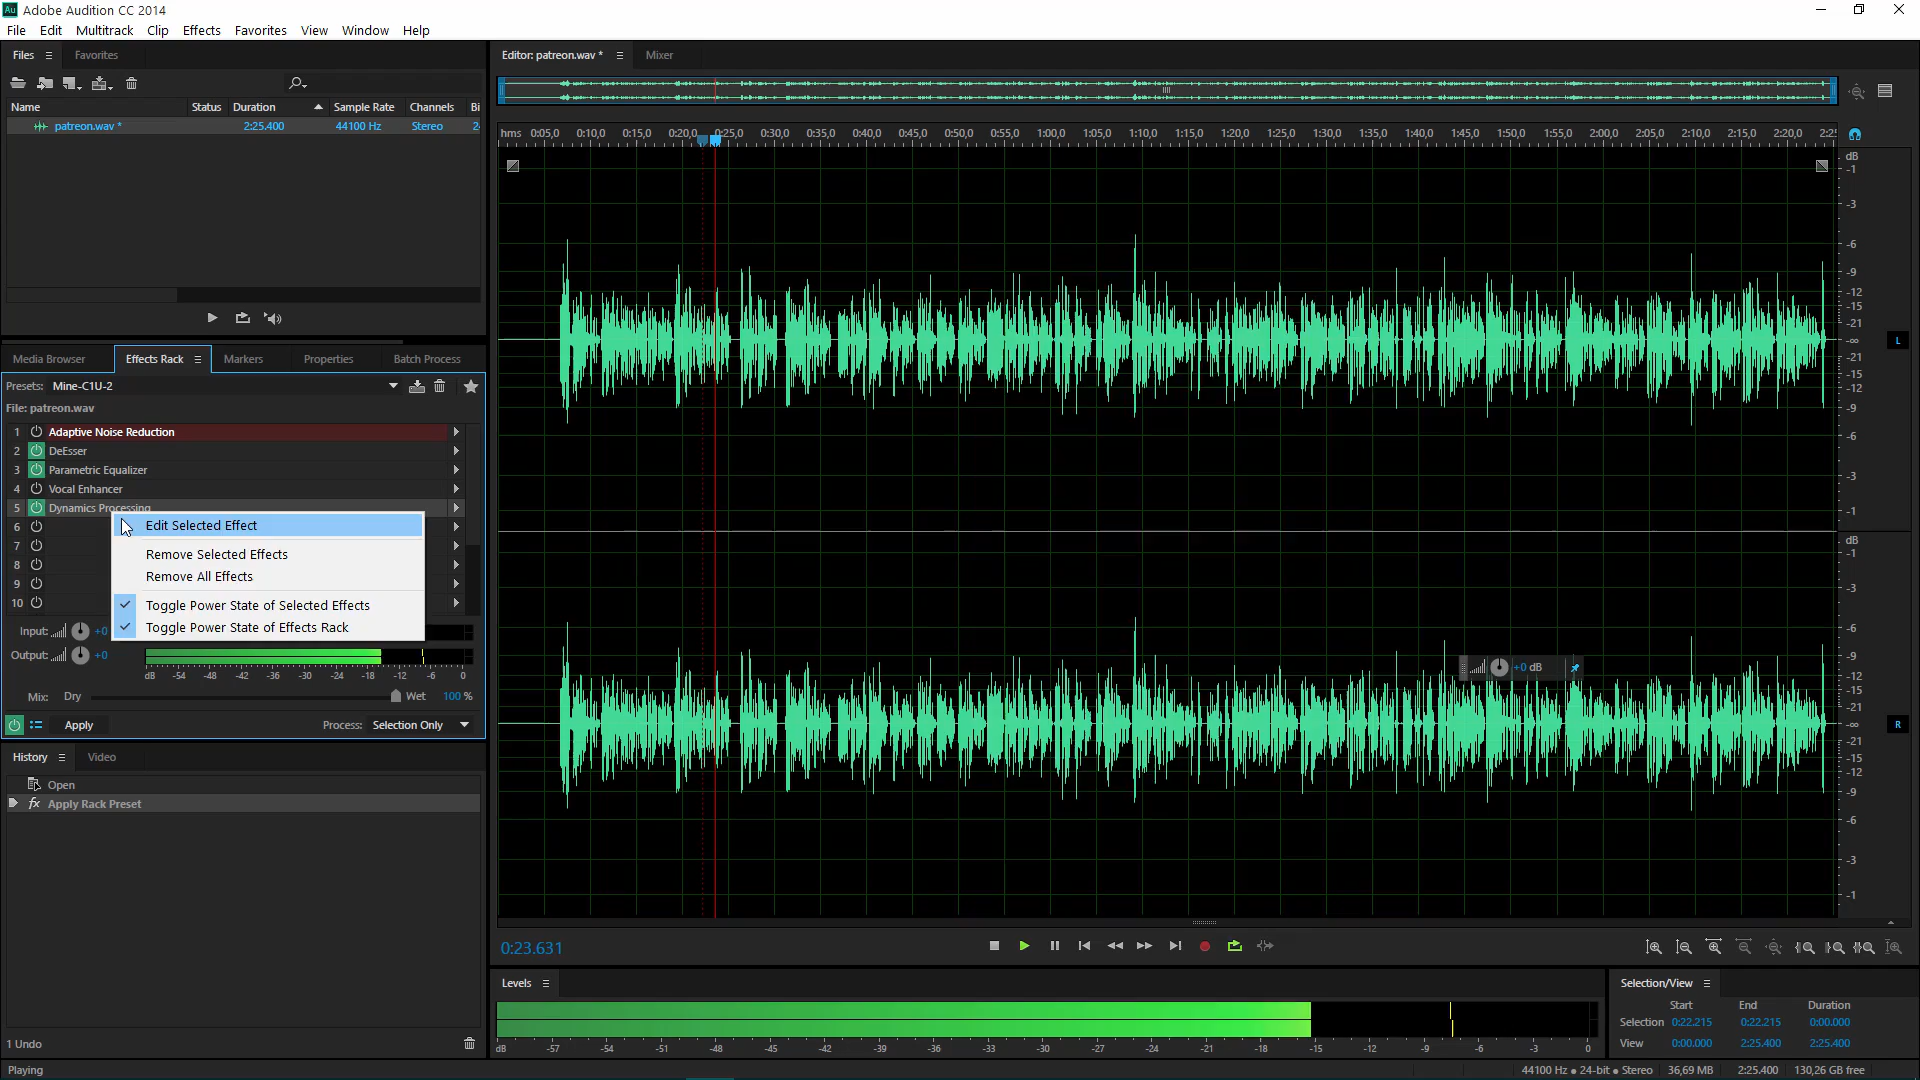 Au Adobe Audition CC 2014
File Edit Multitrack Clip Effects Favorites View Window Help
Files Favorites
Name Status Duration Sample Rate Channels Bi
patreon.wav * 2:25.400 44100 Hz Stereo 2
Media Browser Effects Rack Markers Properties Batch Process
Presets: Mine-C1U-2
File: patreon.wav
1 Adaptive Noise Reduction
2 DeEsser
3 Parametric Equalizer
4 Vocal Enhancer
5 Dynamics Processing
6
7
8
9
10
Edit Selected Effect
Remove Selected Effects
Remove All Effects
Toggle Power State of Selected Effects
Toggle Power State of Effects Rack
Input: +0
Output: +0
dB -54 -48 -42 -36 -30 -24 -18 -12 -6 0
Mix: Dry Wet 100 %
Apply Process: Selection Only
History Video
Open
fx Apply Rack Preset
1 Undo
Playing
Editor: patreon.wav * Mixer
hms 0:05,0 0:10,0 0:15,0 0:20,0 0:25,0 0:30,0 0:35,0 0:40,0 0:45,0 0:50,0 0:55,0 1:00,0 1:05,0 1:10,0 1:15,0 1:20,0 1:25,0 1:30,0 1:35,0 1:40,0 1:45,0 1:50,0 1:55,0 2:00,0 2:05,0 2:10,0 2:15,0 2:20,0 2:25
dB
-1
-3
-6
-9
-12
-15
-21
-∞
-21
-15
-12
-9
-6
-3
-1
L
dB
-1
-3
-6
-9
-12
-15
-21
-∞
-21
-15
-12
-9
-6
-3
-1
R
+0 dB
0:23.631
Levels
dB -57 -54 -51 -48 -45 -42 -39 -36 -33 -30 -27 -24 -21 -18 -15 -12 -9 -6 -3 0
Selection/View
Start End Duration
Selection 0:22.215 0:22.215 0:00.000
View 0:00.000 2:25.400 2:25.400
44100 Hz • 24-bit • Stereo 36,69 MB 2:25.400 130,26 GB free